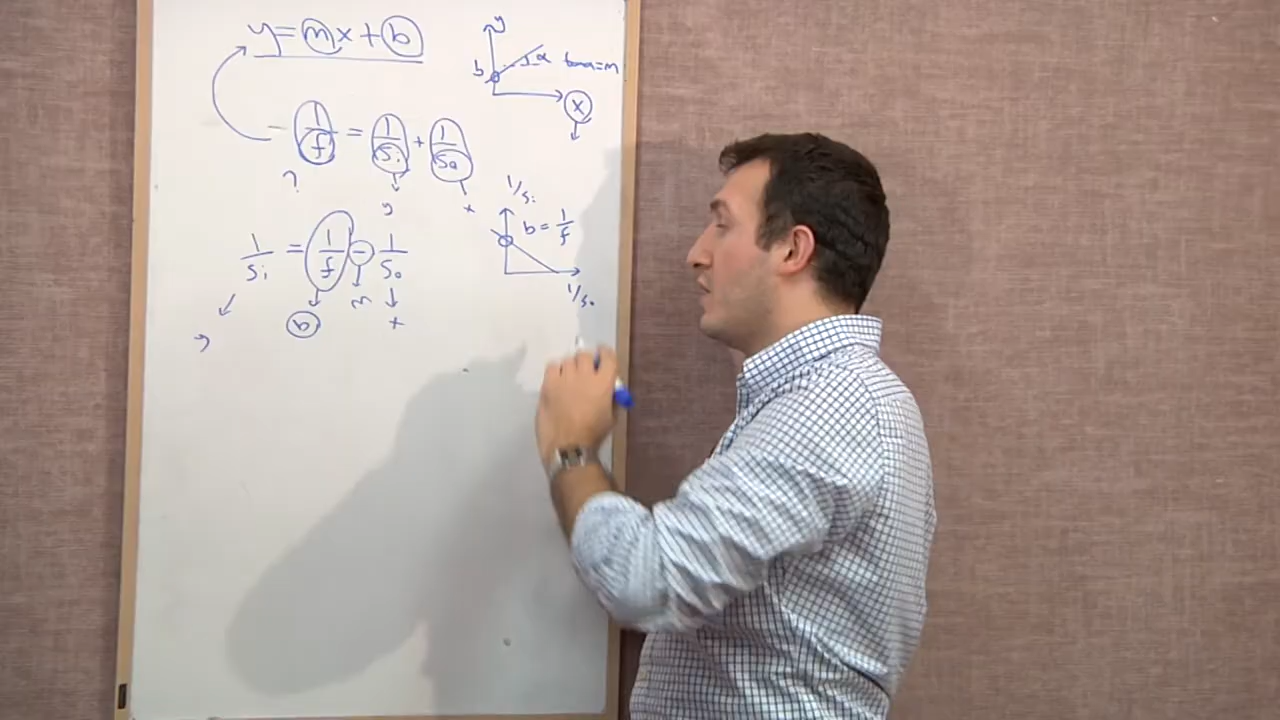 y = mx + b
y
b
α tanα = m
x
1/f = 1/Si + 1/So
?
y
x
1/Si
b = 1/f
1/So
1/Si = 1/f - 1/So
m
x
y